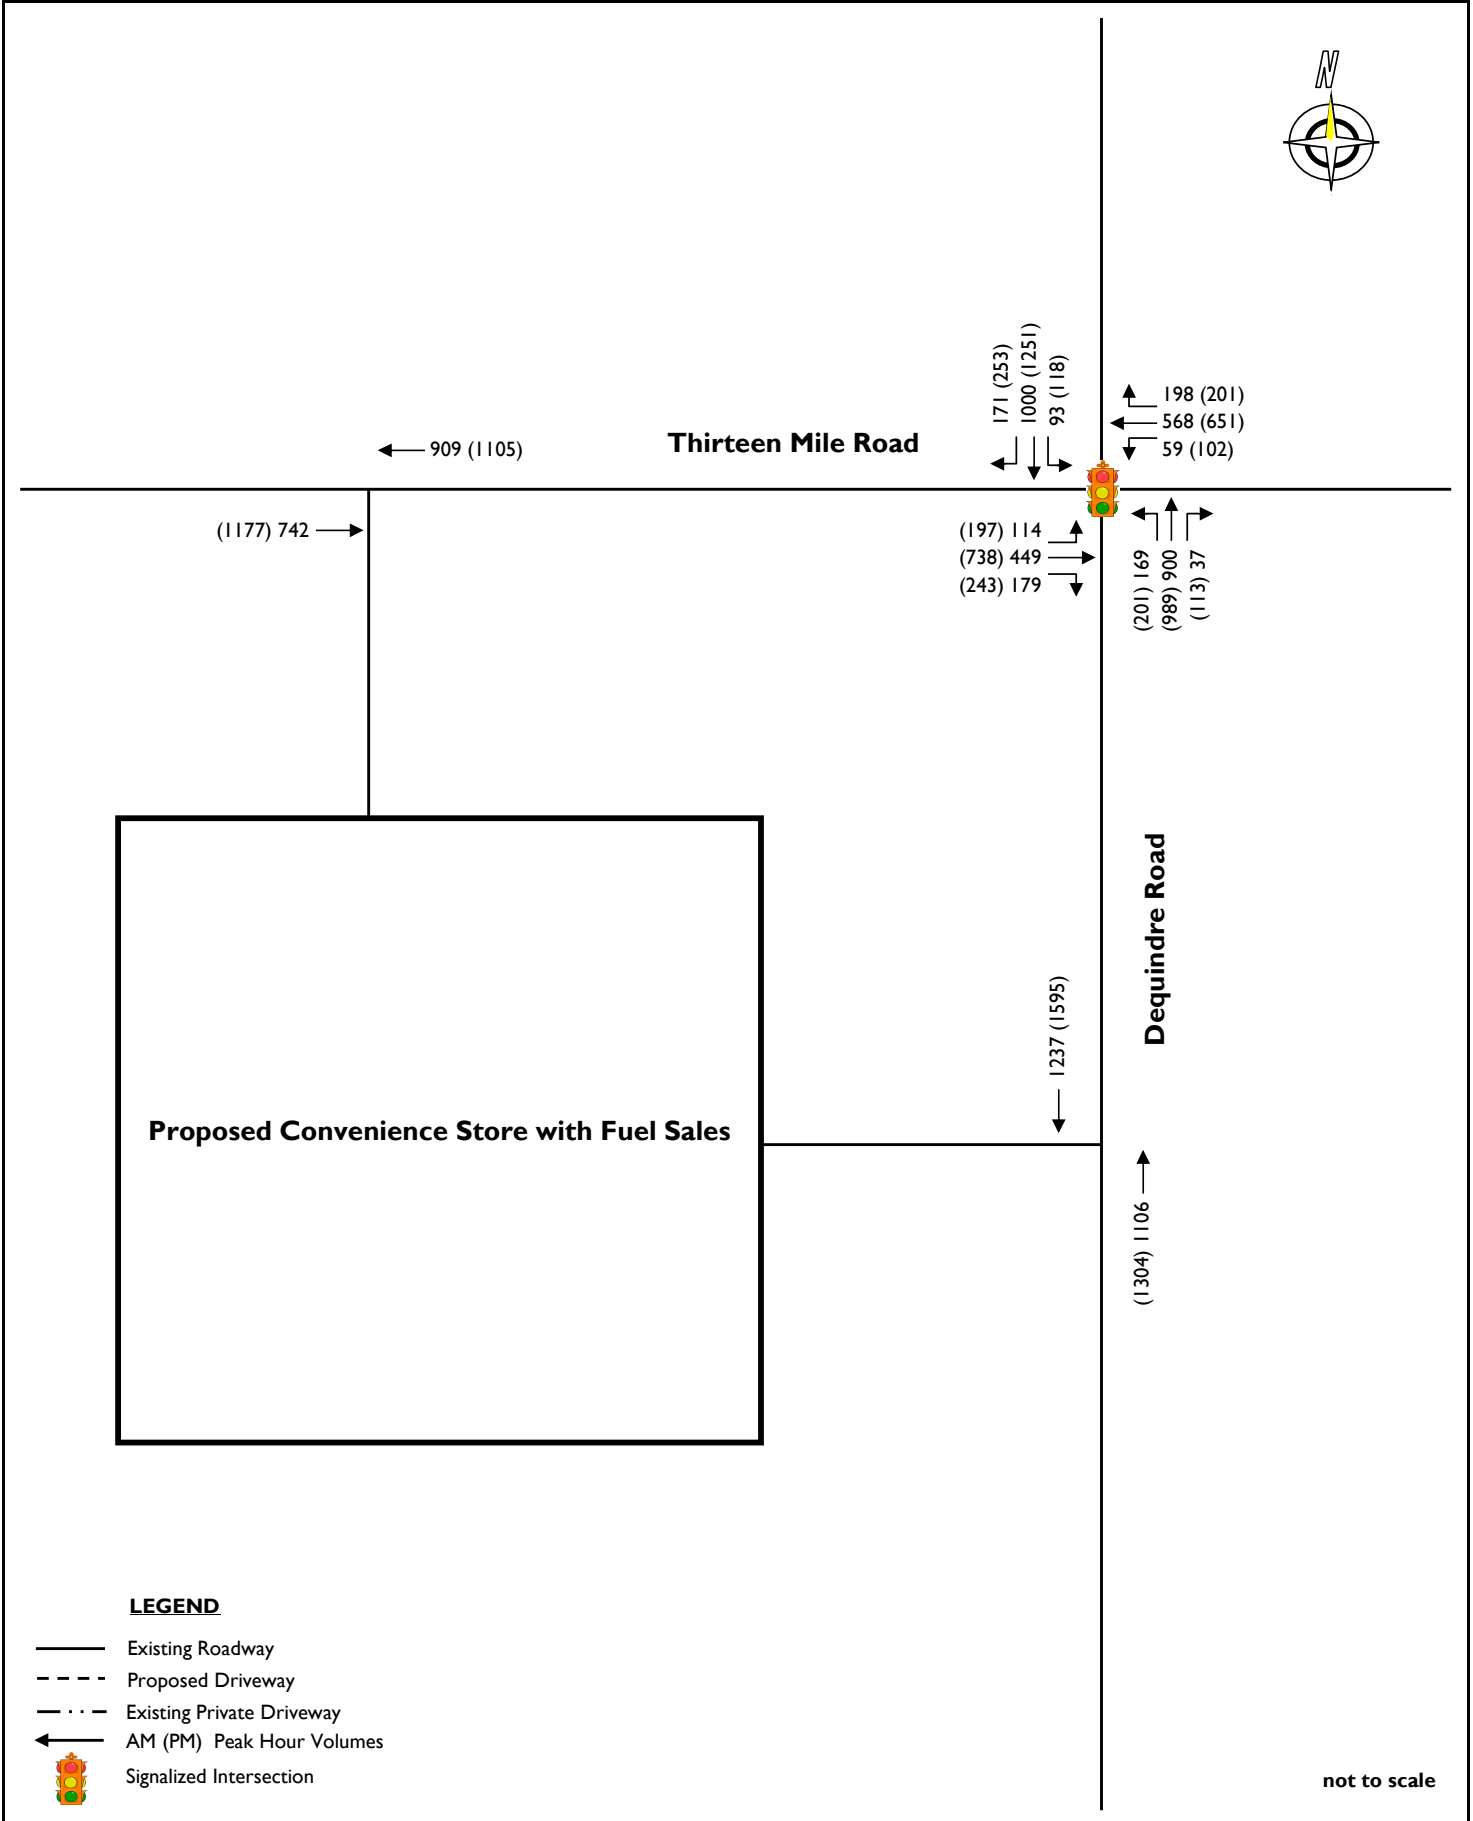 N
171 (253)
1000 (1251)
93 (118)
198 (201)
568 (651)
59 (102)
Thirteen Mile Road
909 (1105)
(1177) 742
(197) 114
(738) 449
(243) 179
(201) 169
(989) 900
(113) 37
Dequindre Road
1237 (1595)
Proposed Convenience Store with Fuel Sales
(1304) 1106
LEGEND
Existing Roadway
Proposed Driveway
Existing Private Driveway
AM (PM) Peak Hour Volumes
Signalized Intersection
not to scale